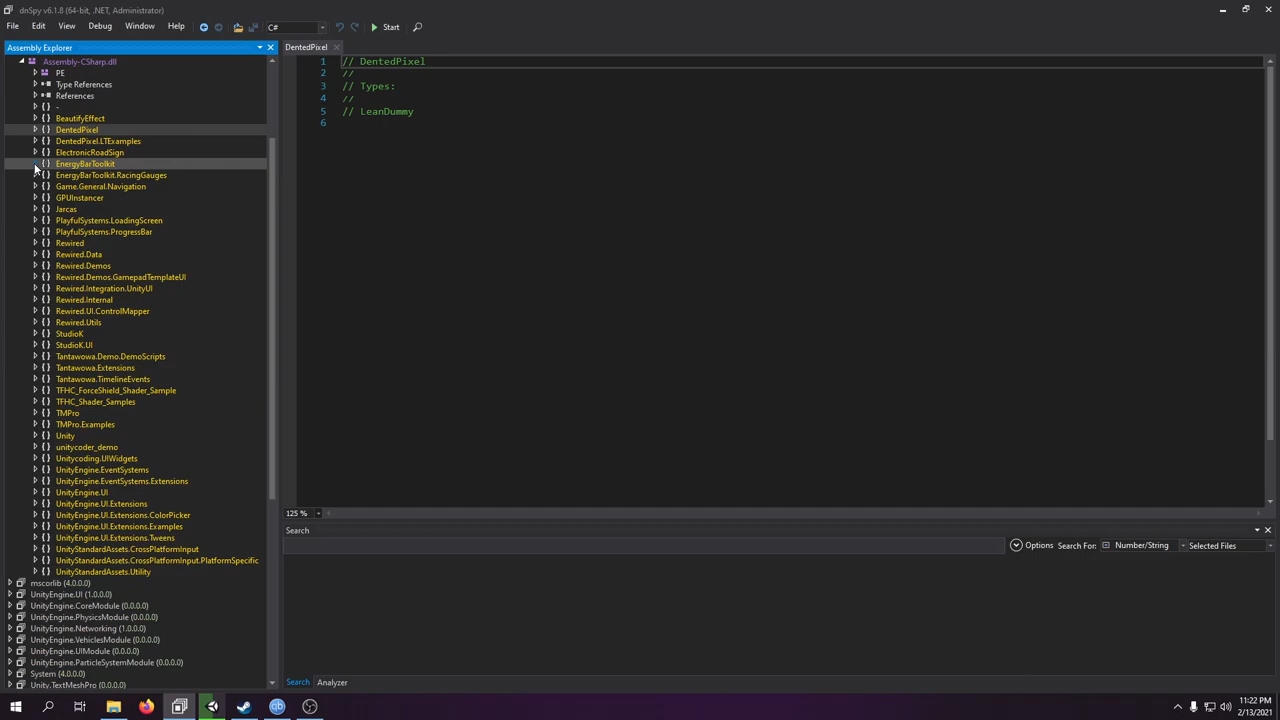 dnSpy v6.1.8 (64-bit, .NET, Administrator)
File Edit View Debug Window Help C# Start
Assembly Explorer
DentedPixel
Assembly-CSharp.dll
PE
Type References
References
{ } -
{ } BeautifyEffect
{ } DentedPixel
{ } DentedPixel.LTExamples
{ } ElectronicRoadSign
{ } EnergyBarToolkit
{ } EnergyBarToolkit.RacingGauges
{ } Game.General.Navigation
{ } GPUInstancer
{ } Jarcas
{ } PlayfulSystems.LoadingScreen
{ } PlayfulSystems.ProgressBar
{ } Rewired
{ } Rewired.Data
{ } Rewired.Demos
{ } Rewired.Demos.GamepadTemplateUI
{ } Rewired.Integration.UnityUI
{ } Rewired.Internal
{ } Rewired.UI.ControlMapper
{ } Rewired.Utils
{ } StudioK
{ } StudioK.UI
{ } Tantawowa.Demo.DemoScripts
{ } Tantawowa.Extensions
{ } Tantawowa.TimelineEvents
{ } TFHC_ForceShield_Shader_Sample
{ } TFHC_Shader_Samples
{ } TMPro
{ } TMPro.Examples
{ } Unity
{ } unitycoder_demo
{ } Unitycoding.UIWidgets
{ } UnityEngine.EventSystems
{ } UnityEngine.EventSystems.Extensions
{ } UnityEngine.UI
{ } UnityEngine.UI.Extensions
{ } UnityEngine.UI.Extensions.ColorPicker
{ } UnityEngine.UI.Extensions.Examples
{ } UnityEngine.UI.Extensions.Tweens
{ } UnityStandardAssets.CrossPlatformInput
{ } UnityStandardAssets.CrossPlatformInput.PlatformSpecific
{ } UnityStandardAssets.Utility
mscorlib (4.0.0.0)
UnityEngine.UI (1.0.0.0)
UnityEngine.CoreModule (0.0.0.0)
UnityEngine.PhysicsModule (0.0.0.0)
UnityEngine.Networking (1.0.0.0)
UnityEngine.VehiclesModule (0.0.0.0)
UnityEngine.UIModule (0.0.0.0)
UnityEngine.ParticleSystemModule (0.0.0.0)
System (4.0.0.0)
Unity.TextMeshPro (0.0.0.0)
1 // DentedPixel
2 //
3 // Types:
4 //
5 // LeanDummy
6
125 %
Search
Options Search For: Number/String Selected Files
Search Analyzer
11:22 PM
2/13/2021